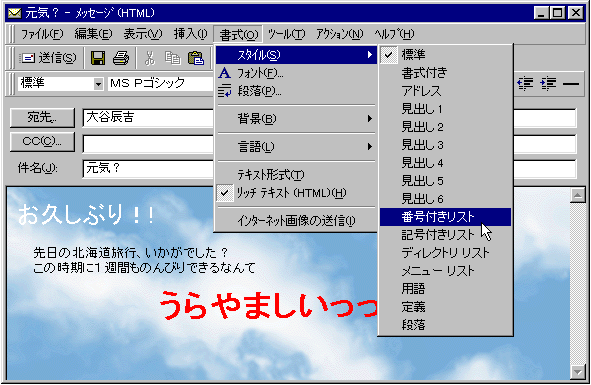 元気？ - ﾒｯｾｰｼﾞ (HTML)
ﾌｧｲﾙ(F) 編集(E) 表示(V) 挿入(I) 書式(O) ﾂｰﾙ(T) ｱｸｼｮﾝ(N) ﾍﾙﾌﾟ(H)
送信(S)
標準 ＭＳ Ｐゴシック
宛先... 大谷辰吉
CC(C)...
件名(J): 元気？
ｽﾀｲﾙ(S)
ﾌｫﾝﾄ(F)...
段落(P)...
背景(B)
言語(L)
ﾃｷｽﾄ形式(T)
ﾘｯﾁ ﾃｷｽﾄ (HTML)(H)
ｲﾝﾀｰﾈｯﾄ画像の送信(I)
標準
書式付き
アドレス
見出し 1
見出し 2
見出し 3
見出し 4
見出し 5
見出し 6
番号付きリスト
記号付きリスト
ディレクトリ リスト
メニュー リスト
用語
定義
段落
お久しぶり！！
先日の北海道旅行、いかがでした？
この時期に1週間ものんびりできるなんて
うらやましいっっ